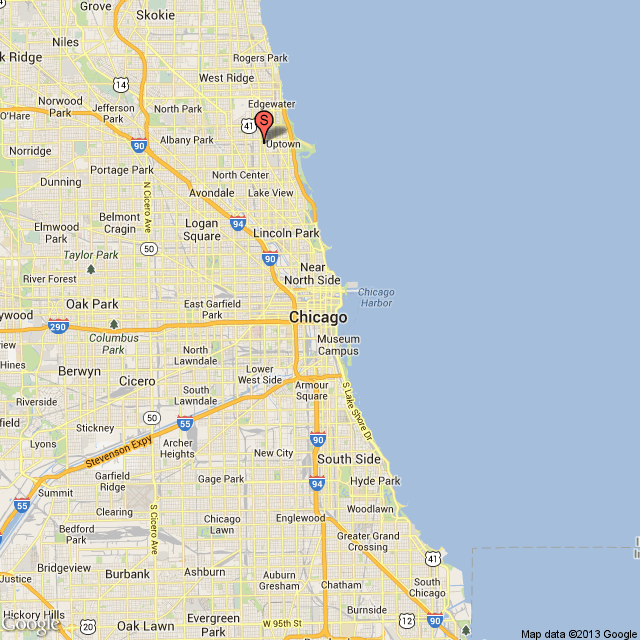 Grove
Skokie
Niles
Rogers Park
k Ridge
West Ridge
14
Norwood
Park
Jefferson
Park
North Park
Edgewater
S
O'Hare
41
90
Albany Park
Uptown
Norridge
Portage Park
Dunning
North Center
N Cicero Ave
Avondale
Lake View
Belmont
Cragin
94
Elmwood
Park
Logan
Square
Lincoln Park
50
Taylor Park
90
Near
North Side
River Forest
Chicago
Harbor
Oak Park
East Garfield
Park
ywood
Chicago
290
Columbus
Park
Museum
Campus
Hines
North
Lawndale
Berwyn
Cicero
Lower
West Side
Armour
Square
South
Lawndale
Riverside
S Lake Shore Dr
50
55
field
Stickney
Lyons
Archer
Heights
90
Stevenson Expy
New City
South Side
Garfield
Ridge
Gage Park
94
Hyde Park
Summit
55
S Cicero Ave
Woodlawn
Clearing
Chicago
Lawn
Englewood
Bedford
Park
Greater Grand
Crossing
41
Bridgeview
Burbank
Ashburn
Auburn
Gresham
Chatham
South
Chicago
Justice
Burnside
Hickory Hills
Evergreen
Park
12
90
Oak Lawn
W 95th St
Google
Map data ©2013 Google